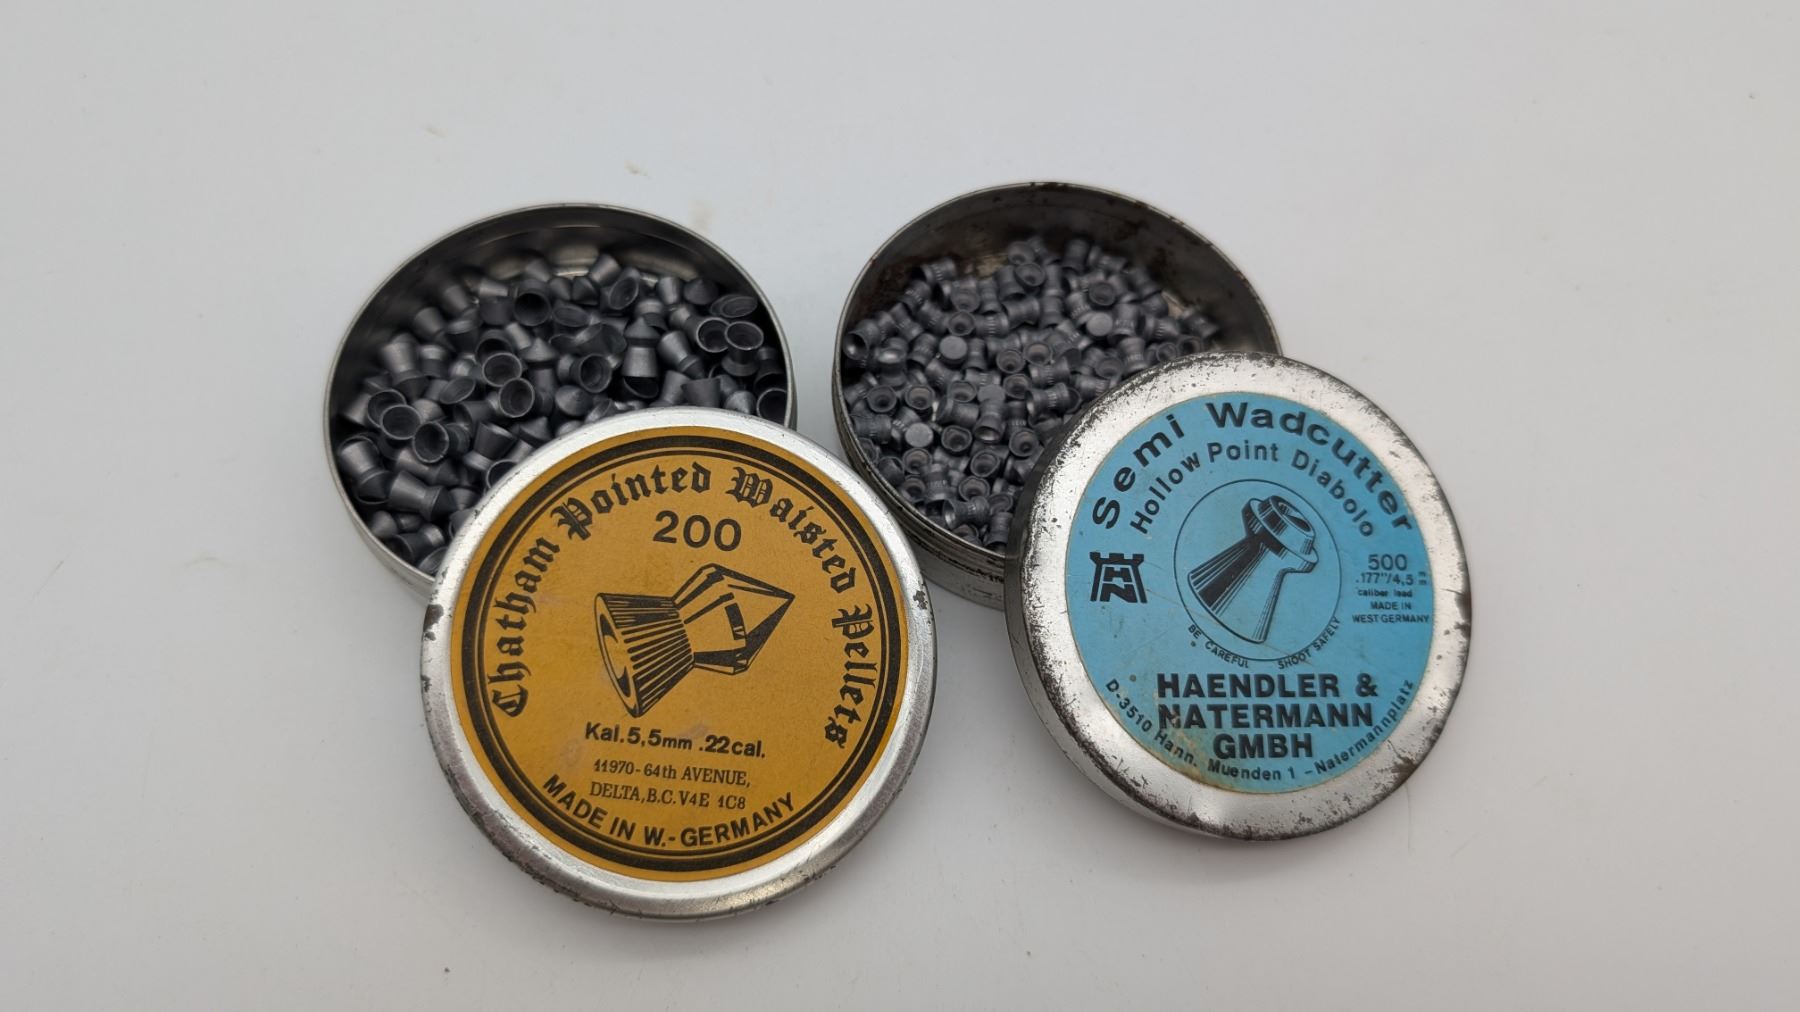 Chatham Pointed Waisted Pellets
200
Kal. 5,5mm .22cal.
11970-64th AVENUE,
DELTA, B.C. V4E 1C8
MADE IN W.- GERMANY
Semi Wadcutter
Hollow Point Diabolo
HN
500
.177"/4,5 mm
caliber lead
MADE IN
WEST GERMANY
BE CAREFUL SHOOT SAFELY
HAENDLER &
NATERMANN
GMBH
D-3510 Hann. Muenden 1 - Natermannplatz